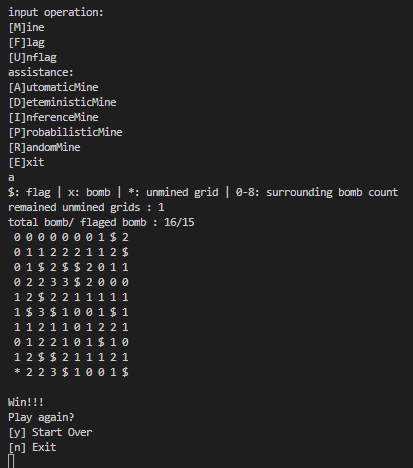 input operation:
[M]ine
[F]lag
[U]nflag
assistance:
[A]utomaticMine
[D]eteministicMine
[I]nferenceMine
[P]robabilisticMine
[R]andomMine
[E]xit
a
$: flag | x: bomb | *: unmined grid | 0-8: surrounding bomb count
remained unmined grids : 1
total bomb/ flaged bomb : 16/15
0 0 0 0 0 0 0 1 $ 2
0 1 1 2 2 2 1 1 2 $
0 1 $ 2 $ $ 2 0 1 1
0 2 2 3 3 $ 2 0 0 0
1 2 $ 2 2 1 1 1 1 1
1 $ 3 $ 1 0 0 1 $ 1
1 1 2 1 1 0 1 2 2 1
0 1 2 2 1 0 1 $ 1 0
1 2 $ $ 2 1 1 1 2 1
* 2 2 3 $ 1 0 0 1 $
Win!!!
Play again?
[y] Start Over
[n] Exit